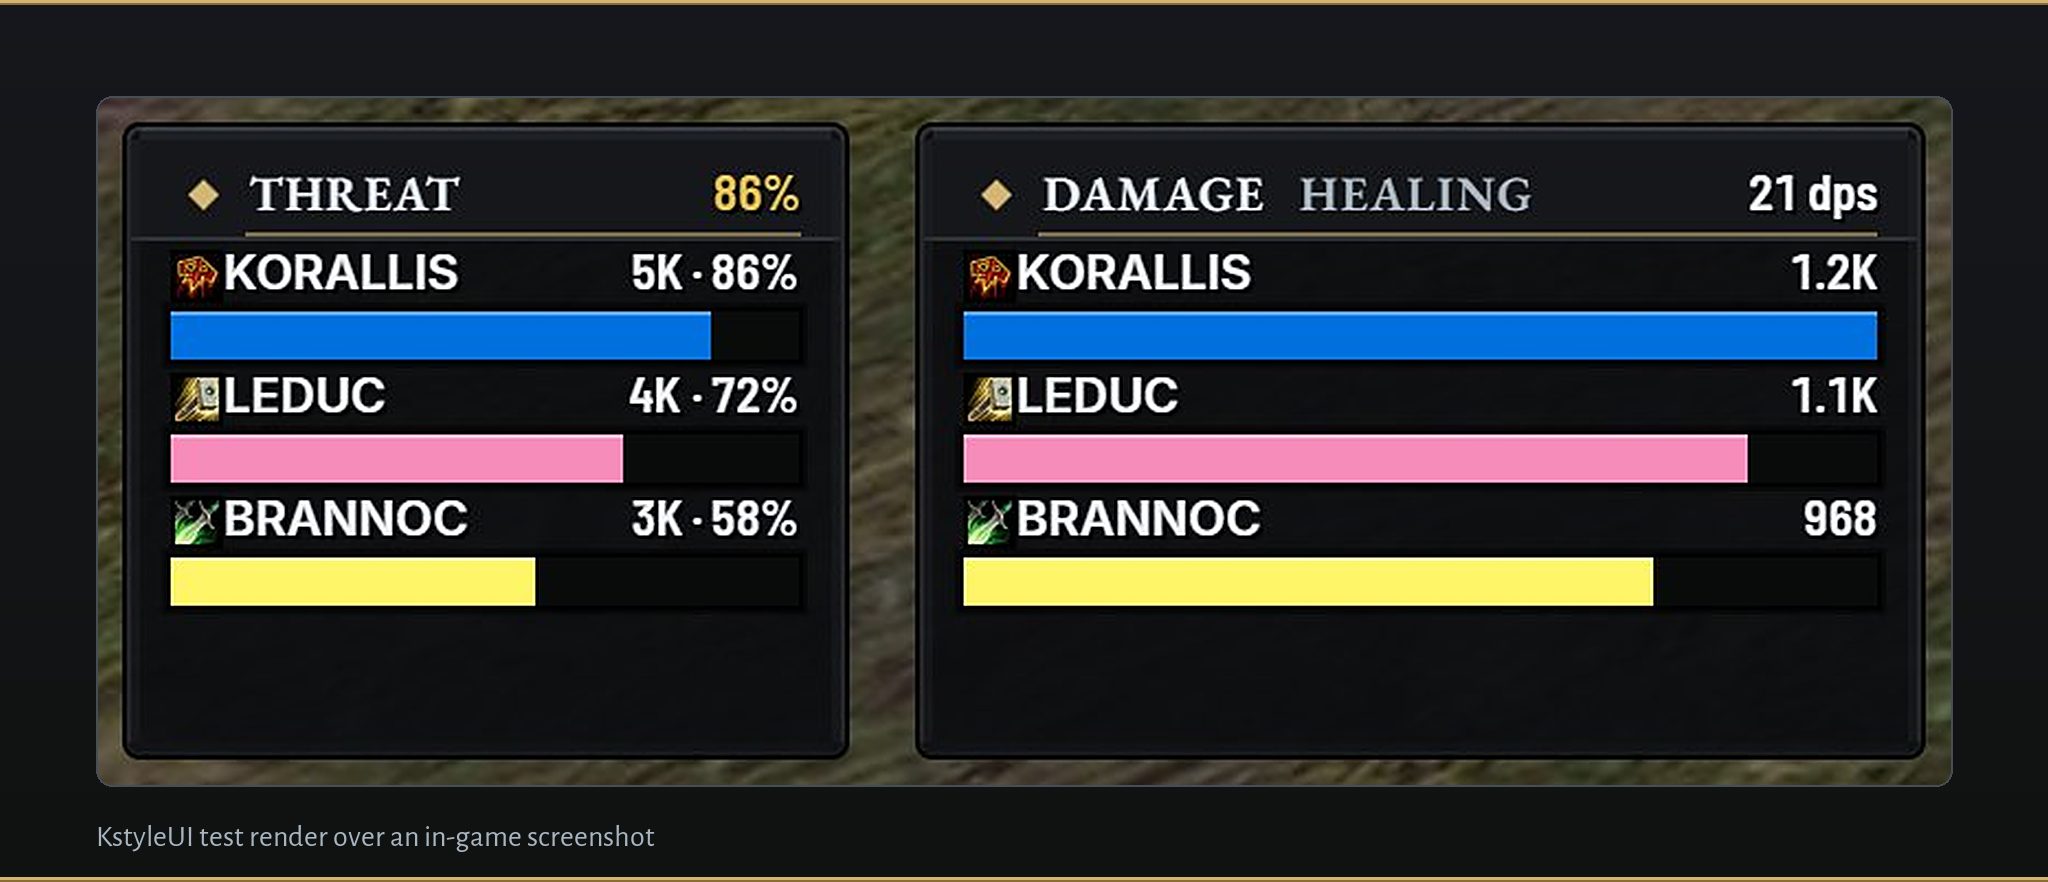 THREAT 86%
KORALLIS 5K · 86%
LEDUC 4K · 72%
BRANNOC 3K · 58%
DAMAGE HEALING 21 dps
KORALLIS 1.2K
LEDUC 1.1K
BRANNOC 968
KstyleUI test render over an in-game screenshot